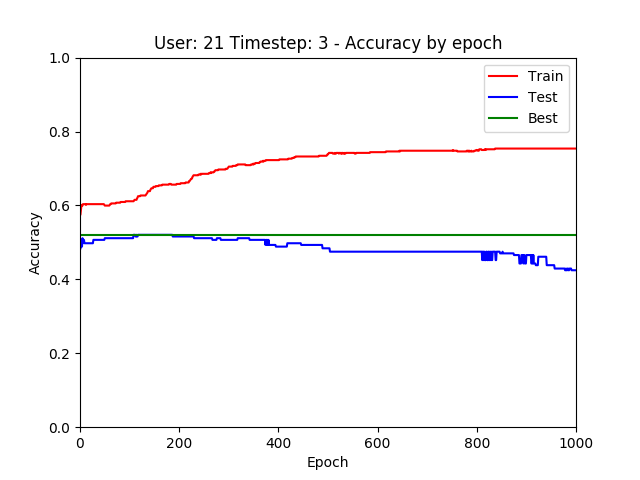 User: 21 Timestep: 3 - Accuracy by epoch
Train
Test
Best
1.0
0.8
0.6
0.4
0.2
0.0
Accuracy
0 200 400 600 800 1000
Epoch